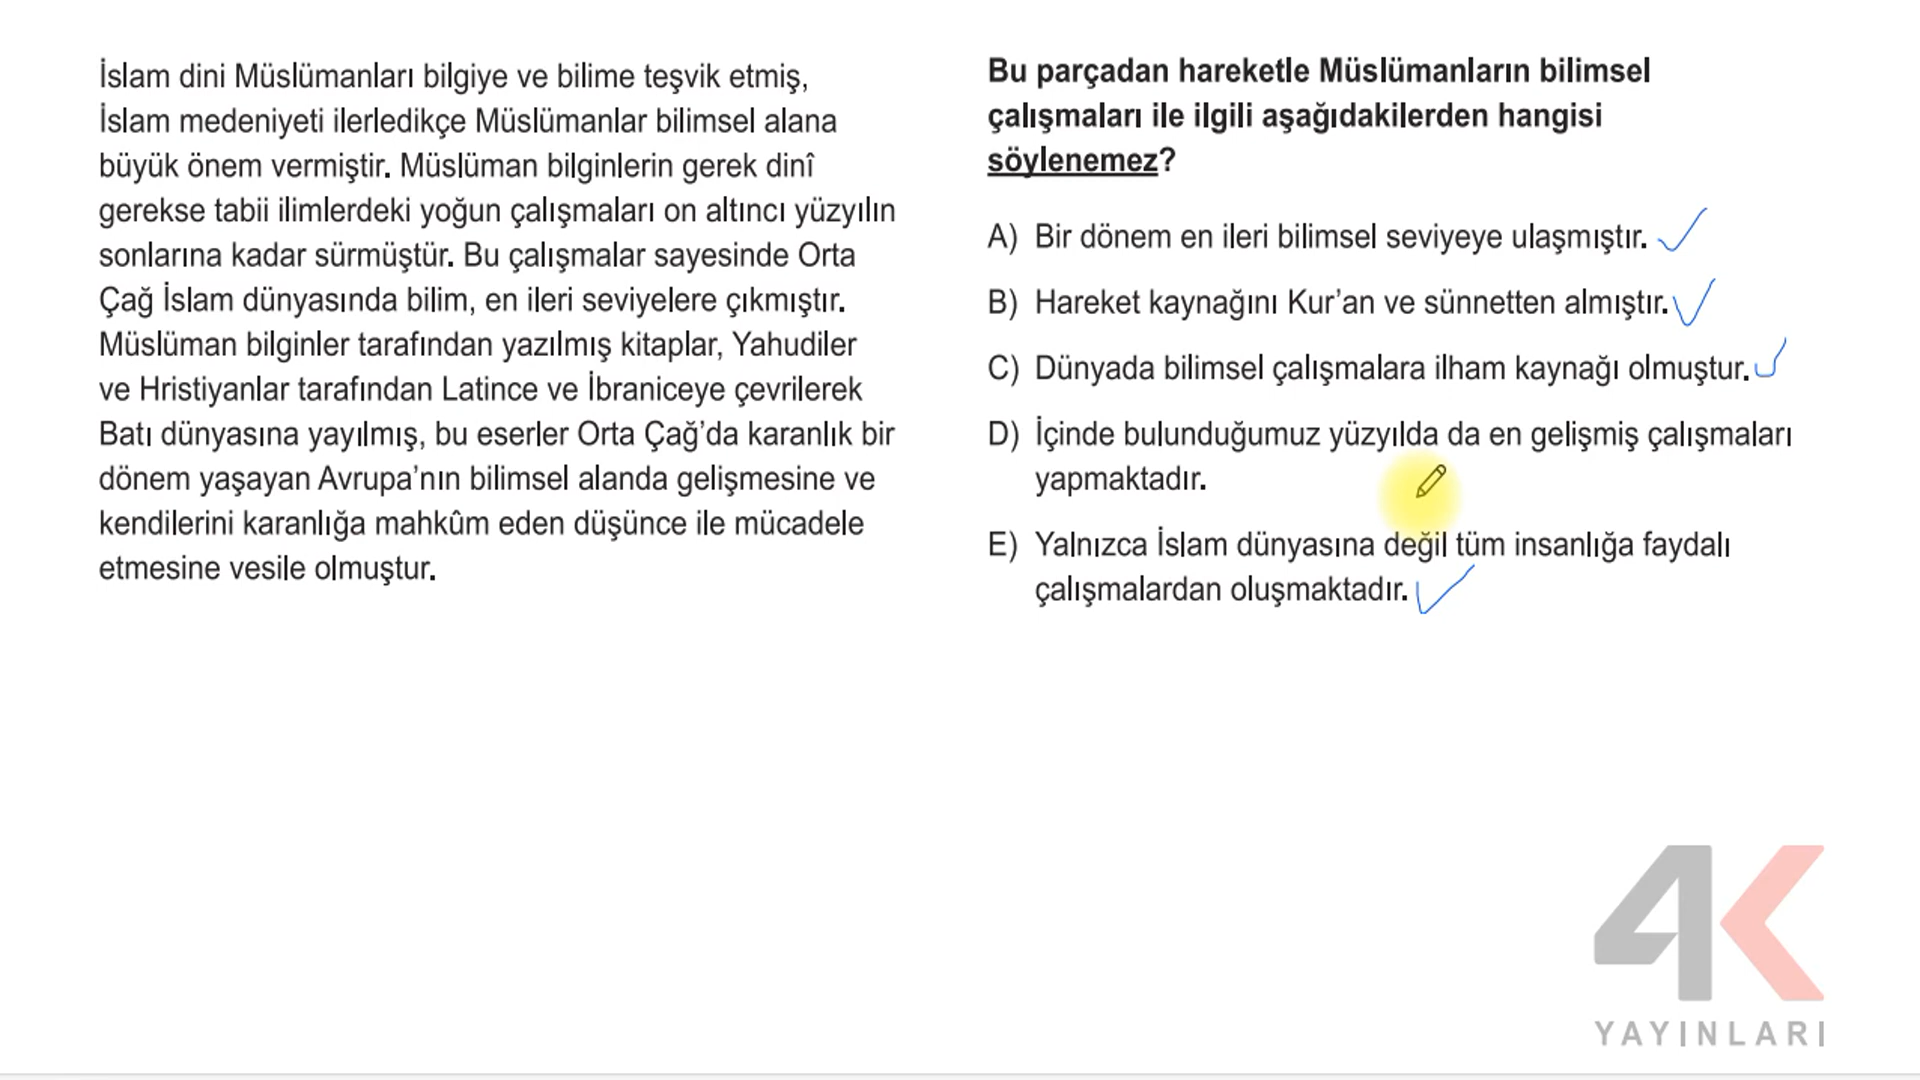 İslam dini Müslümanları bilgiye ve bilime teşvik etmiş,
İslam medeniyeti ilerledikçe Müslümanlar bilimsel alana
büyük önem vermiştir. Müslüman bilginlerin gerek dinî
gerekse tabii ilimlerdeki yoğun çalışmaları on altıncı yüzyılın
sonlarına kadar sürmüştür. Bu çalışmalar sayesinde Orta
Çağ İslam dünyasında bilim, en ileri seviyelere çıkmıştır.
Müslüman bilginler tarafından yazılmış kitaplar, Yahudiler
ve Hristiyanlar tarafından Latince ve İbraniceye çevrilerek
Batı dünyasına yayılmış, bu eserler Orta Çağ’da karanlık bir
dönem yaşayan Avrupa’nın bilimsel alanda gelişmesine ve
kendilerini karanlığa mahkûm eden düşünce ile mücadele
etmesine vesile olmuştur.
Bu parçadan hareketle Müslümanların bilimsel
çalışmaları ile ilgili aşağıdakilerden hangisi
söylenemez?
A) Bir dönem en ileri bilimsel seviyeye ulaşmıştır.
B) Hareket kaynağını Kur’an ve sünnetten almıştır.
C) Dünyada bilimsel çalışmalara ilham kaynağı olmuştur.
D) İçinde bulunduğumuz yüzyılda da en gelişmiş çalışmaları
yapmaktadır.
E) Yalnızca İslam dünyasına değil tüm insanlığa faydalı
çalışmalardan oluşmaktadır.
4K
YAYINLARI